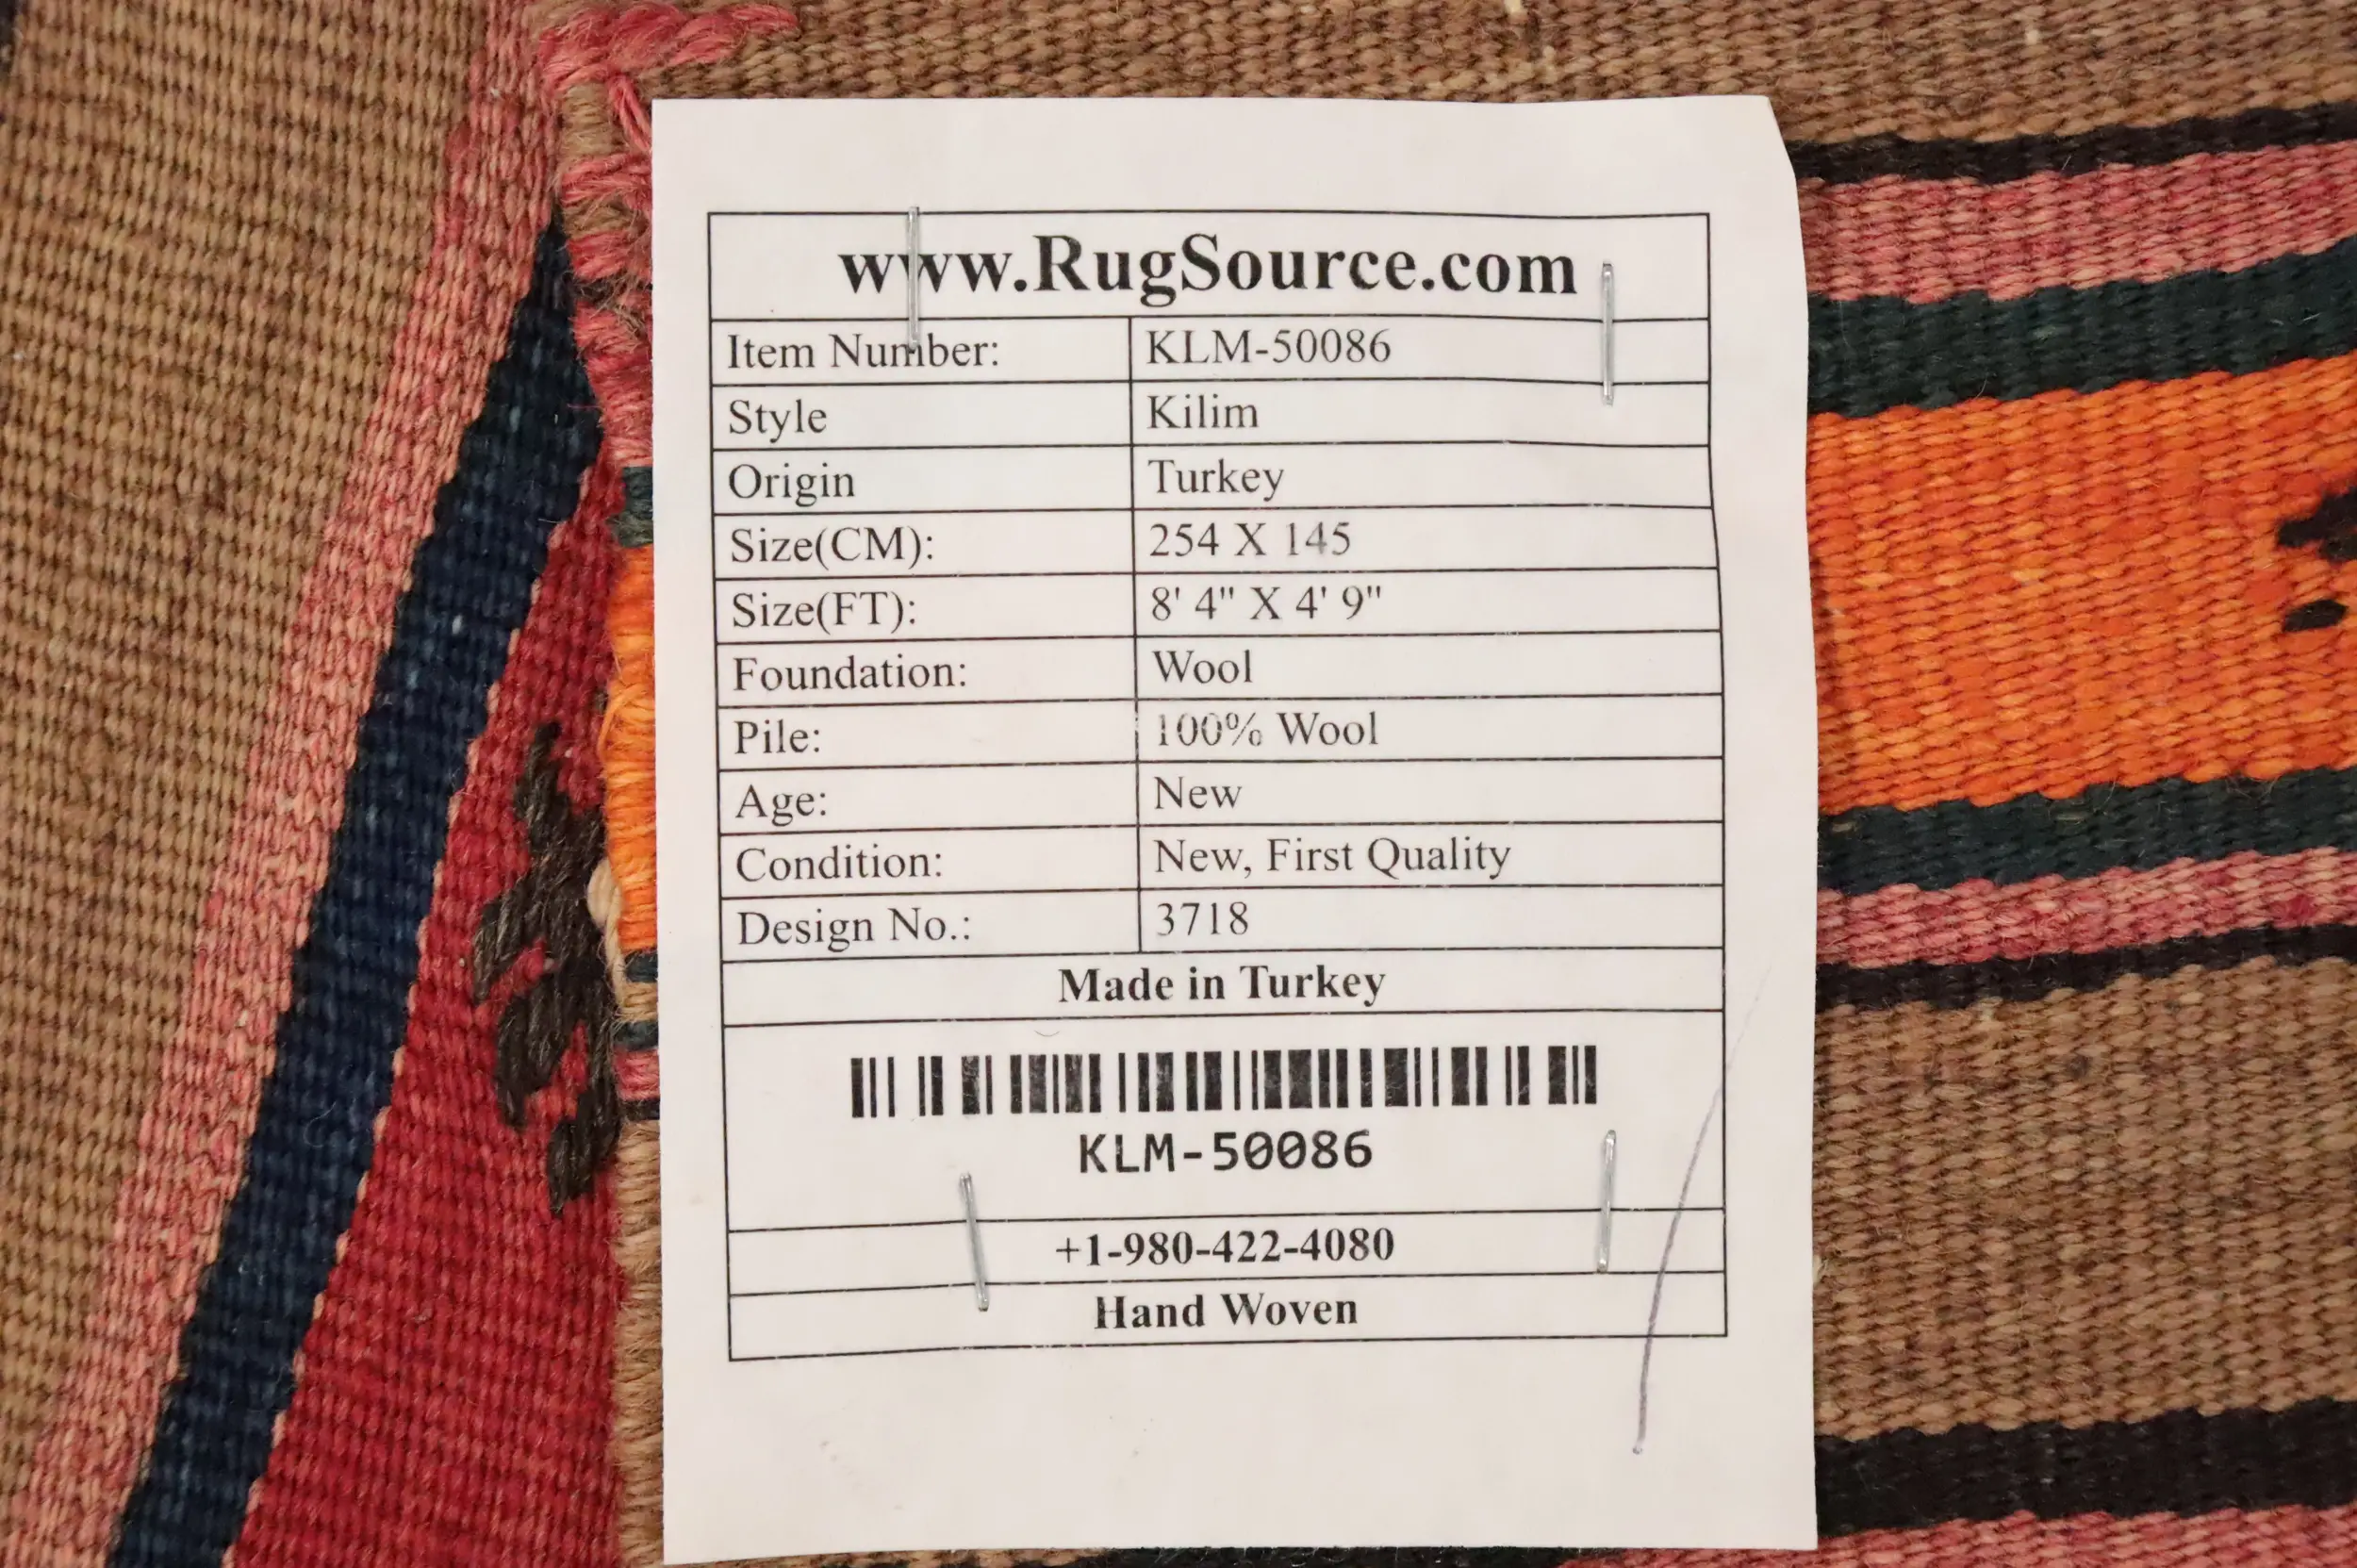 www.RugSource.com
Item Number: KLM-50086
Style Kilim
Origin Turkey
Size(CM): 254 X 145
Size(FT): 8' 4" X 4' 9"
Foundation: Wool
Pile: 100% Wool
Age: New
Condition: New, First Quality
Design No.: 3718
Made in Turkey
KLM-50086
+1-980-422-4080
Hand Woven